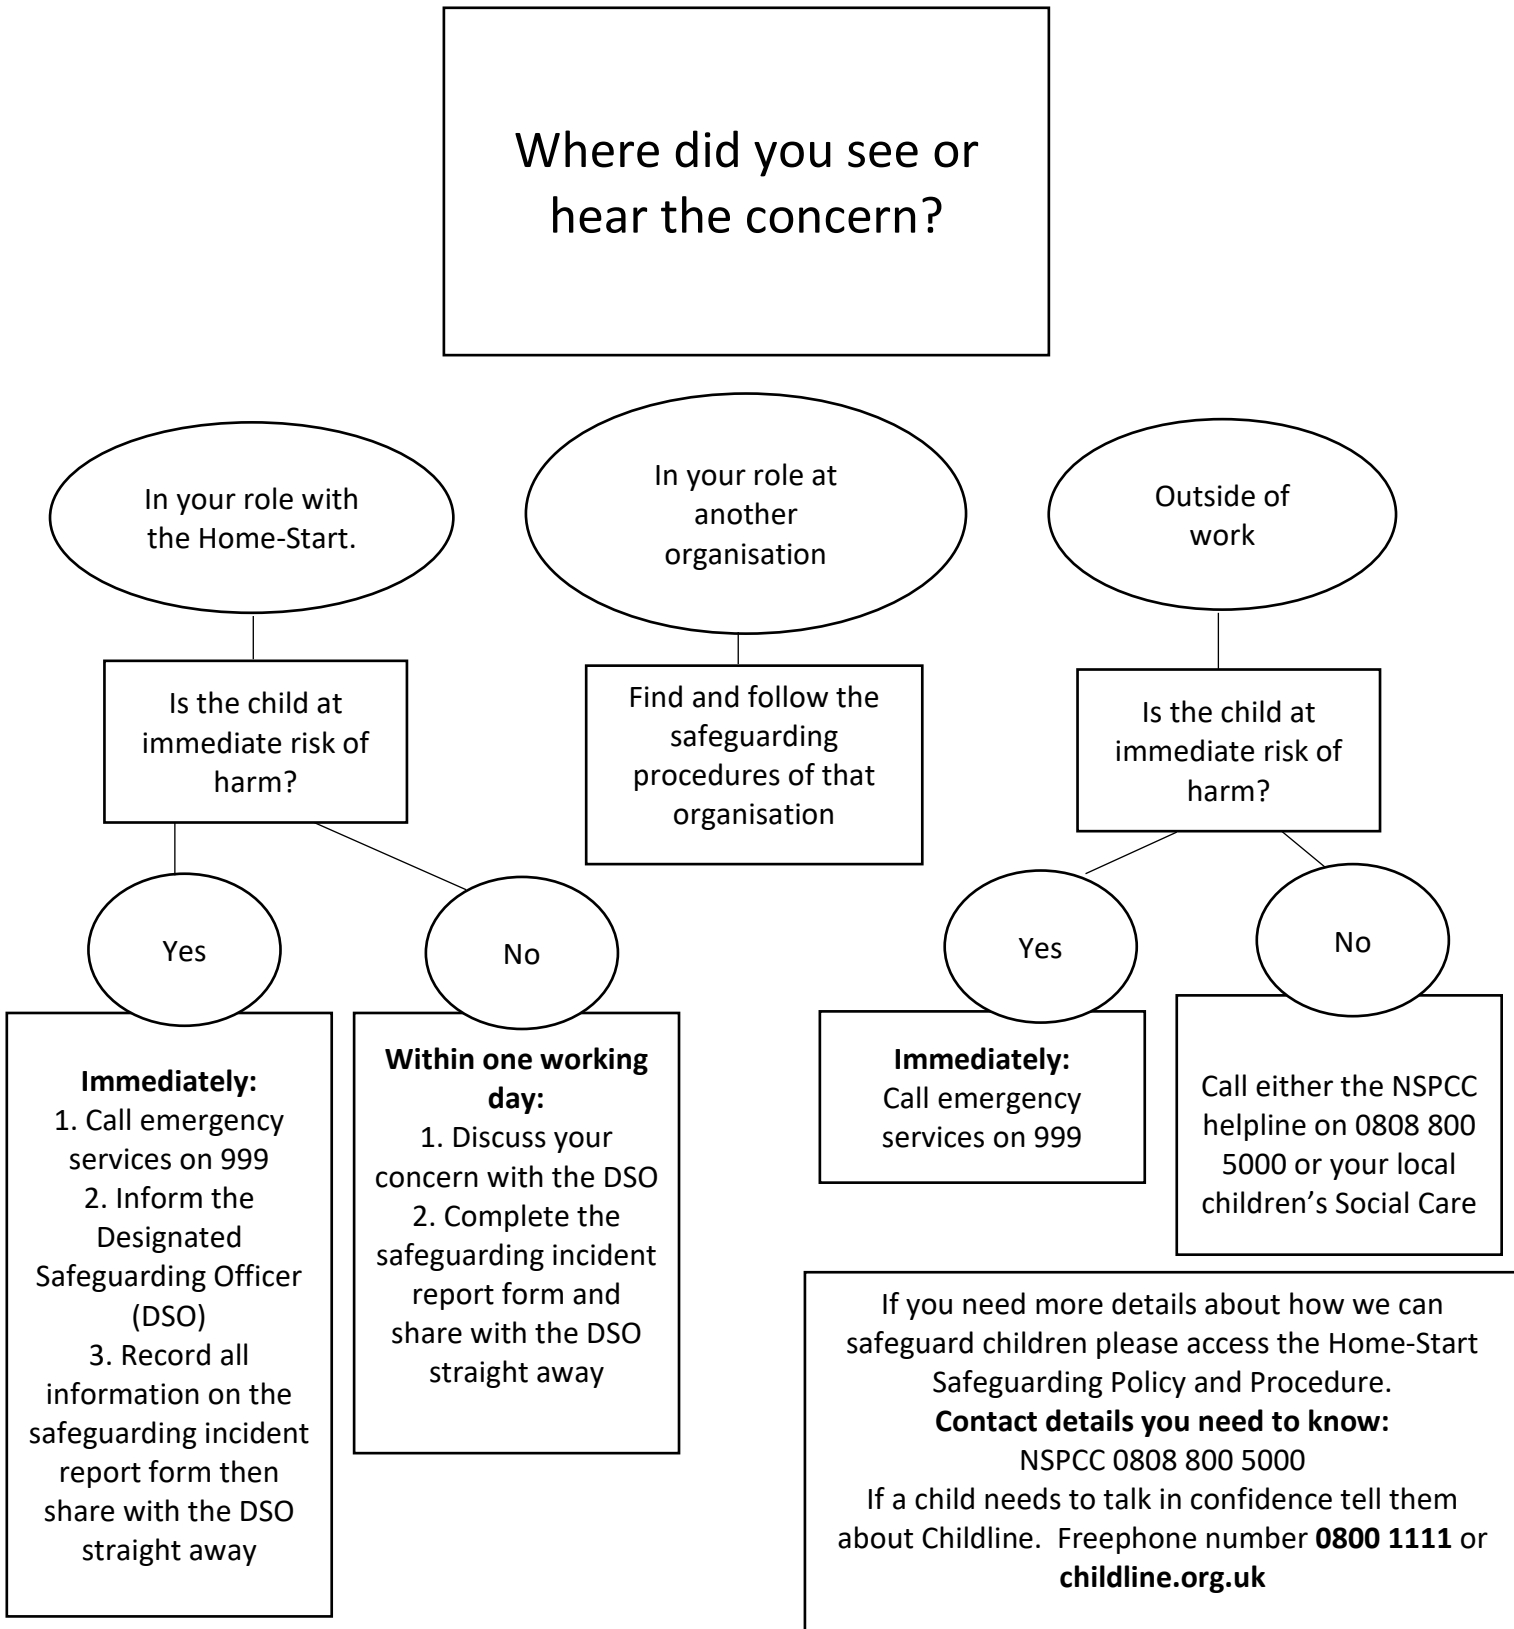 Where did you see or
hear the concern?
In your role with
the Home-Start.
In your role at
another
organisation
Outside of
work
Is the child at
immediate risk of
harm?
Find and follow the
safeguarding
procedures of that
organisation
Is the child at
immediate risk of
harm?
Yes
No
Yes
No
Immediately:
1. Call emergency
services on 999
2. Inform the
Designated
Safeguarding Officer
(DSO)
3. Record all
information on the
safeguarding incident
report form then
share with the DSO
straight away
Within one working
day:
1. Discuss your
concern with the DSO
2. Complete the
safeguarding incident
report form and
share with the DSO
straight away
Immediately:
Call emergency
services on 999
Call either the NSPCC
helpline on 0808 800
5000 or your local
children’s Social Care
If you need more details about how we can
safeguard children please access the Home-Start
Safeguarding Policy and Procedure.
Contact details you need to know:
NSPCC 0808 800 5000
If a child needs to talk in confidence tell them
about Childline.  Freephone number 0800 1111 or
childline.org.uk